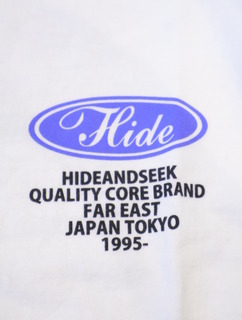 Hide
HIDEANDSEEK
QUALITY CORE BRAND
FAR EAST
JAPAN TOKYO
1995-